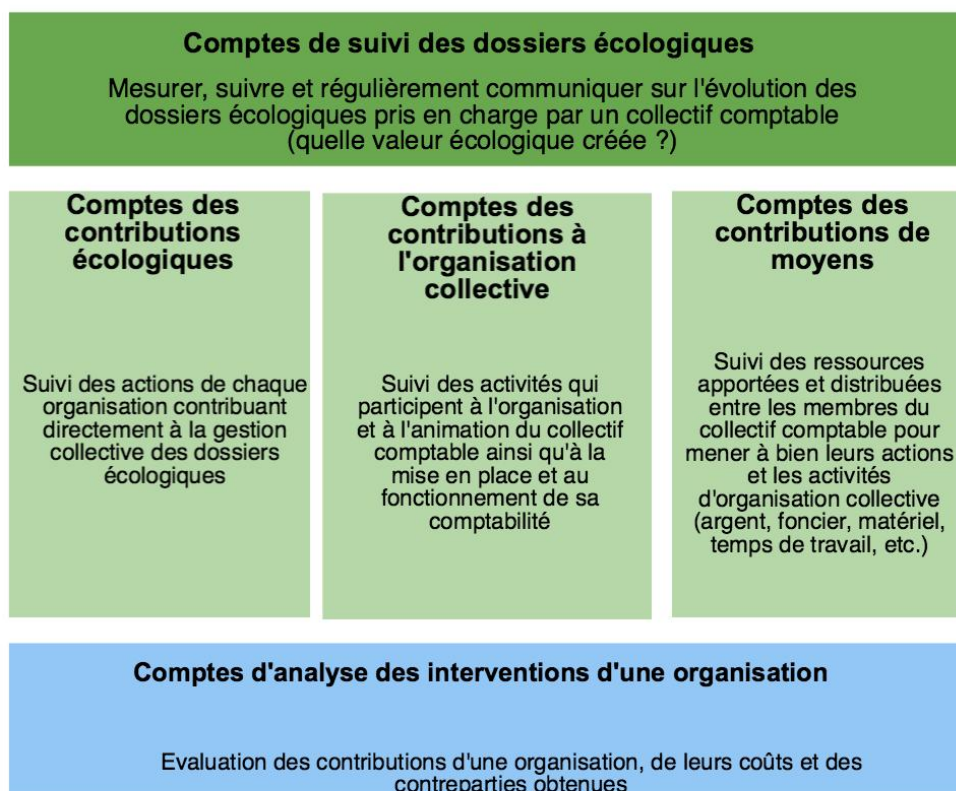 Comptes de suivi des dossiers écologiques
Mesurer, suivre et régulièrement communiquer sur l'évolution des
dossiers écologiques pris en charge par un collectif comptable
(quelle valeur écologique créée ?)
Comptes des
contributions
écologiques
Suivi des actions de chaque
organisation contribuant
directement à la gestion
collective des dossiers
écologiques
Comptes des
contributions à
l'organisation
collective
Suivi des activités qui
participent à l'organisation
et à l'animation du collectif
comptable ainsi qu'à la
mise en place et au
fonctionnement de sa
comptabilité
Comptes des
contributions de
moyens
Suivi des ressources
apportées et distribuées
entre les membres du
collectif comptable pour
mener à bien leurs actions
et les activités
d'organisation collective
(argent, foncier, matériel,
temps de travail, etc.)
Comptes d'analyse des interventions d'une organisation
Evaluation des contributions d'une organisation, de leurs coûts et des
contreparties obtenues